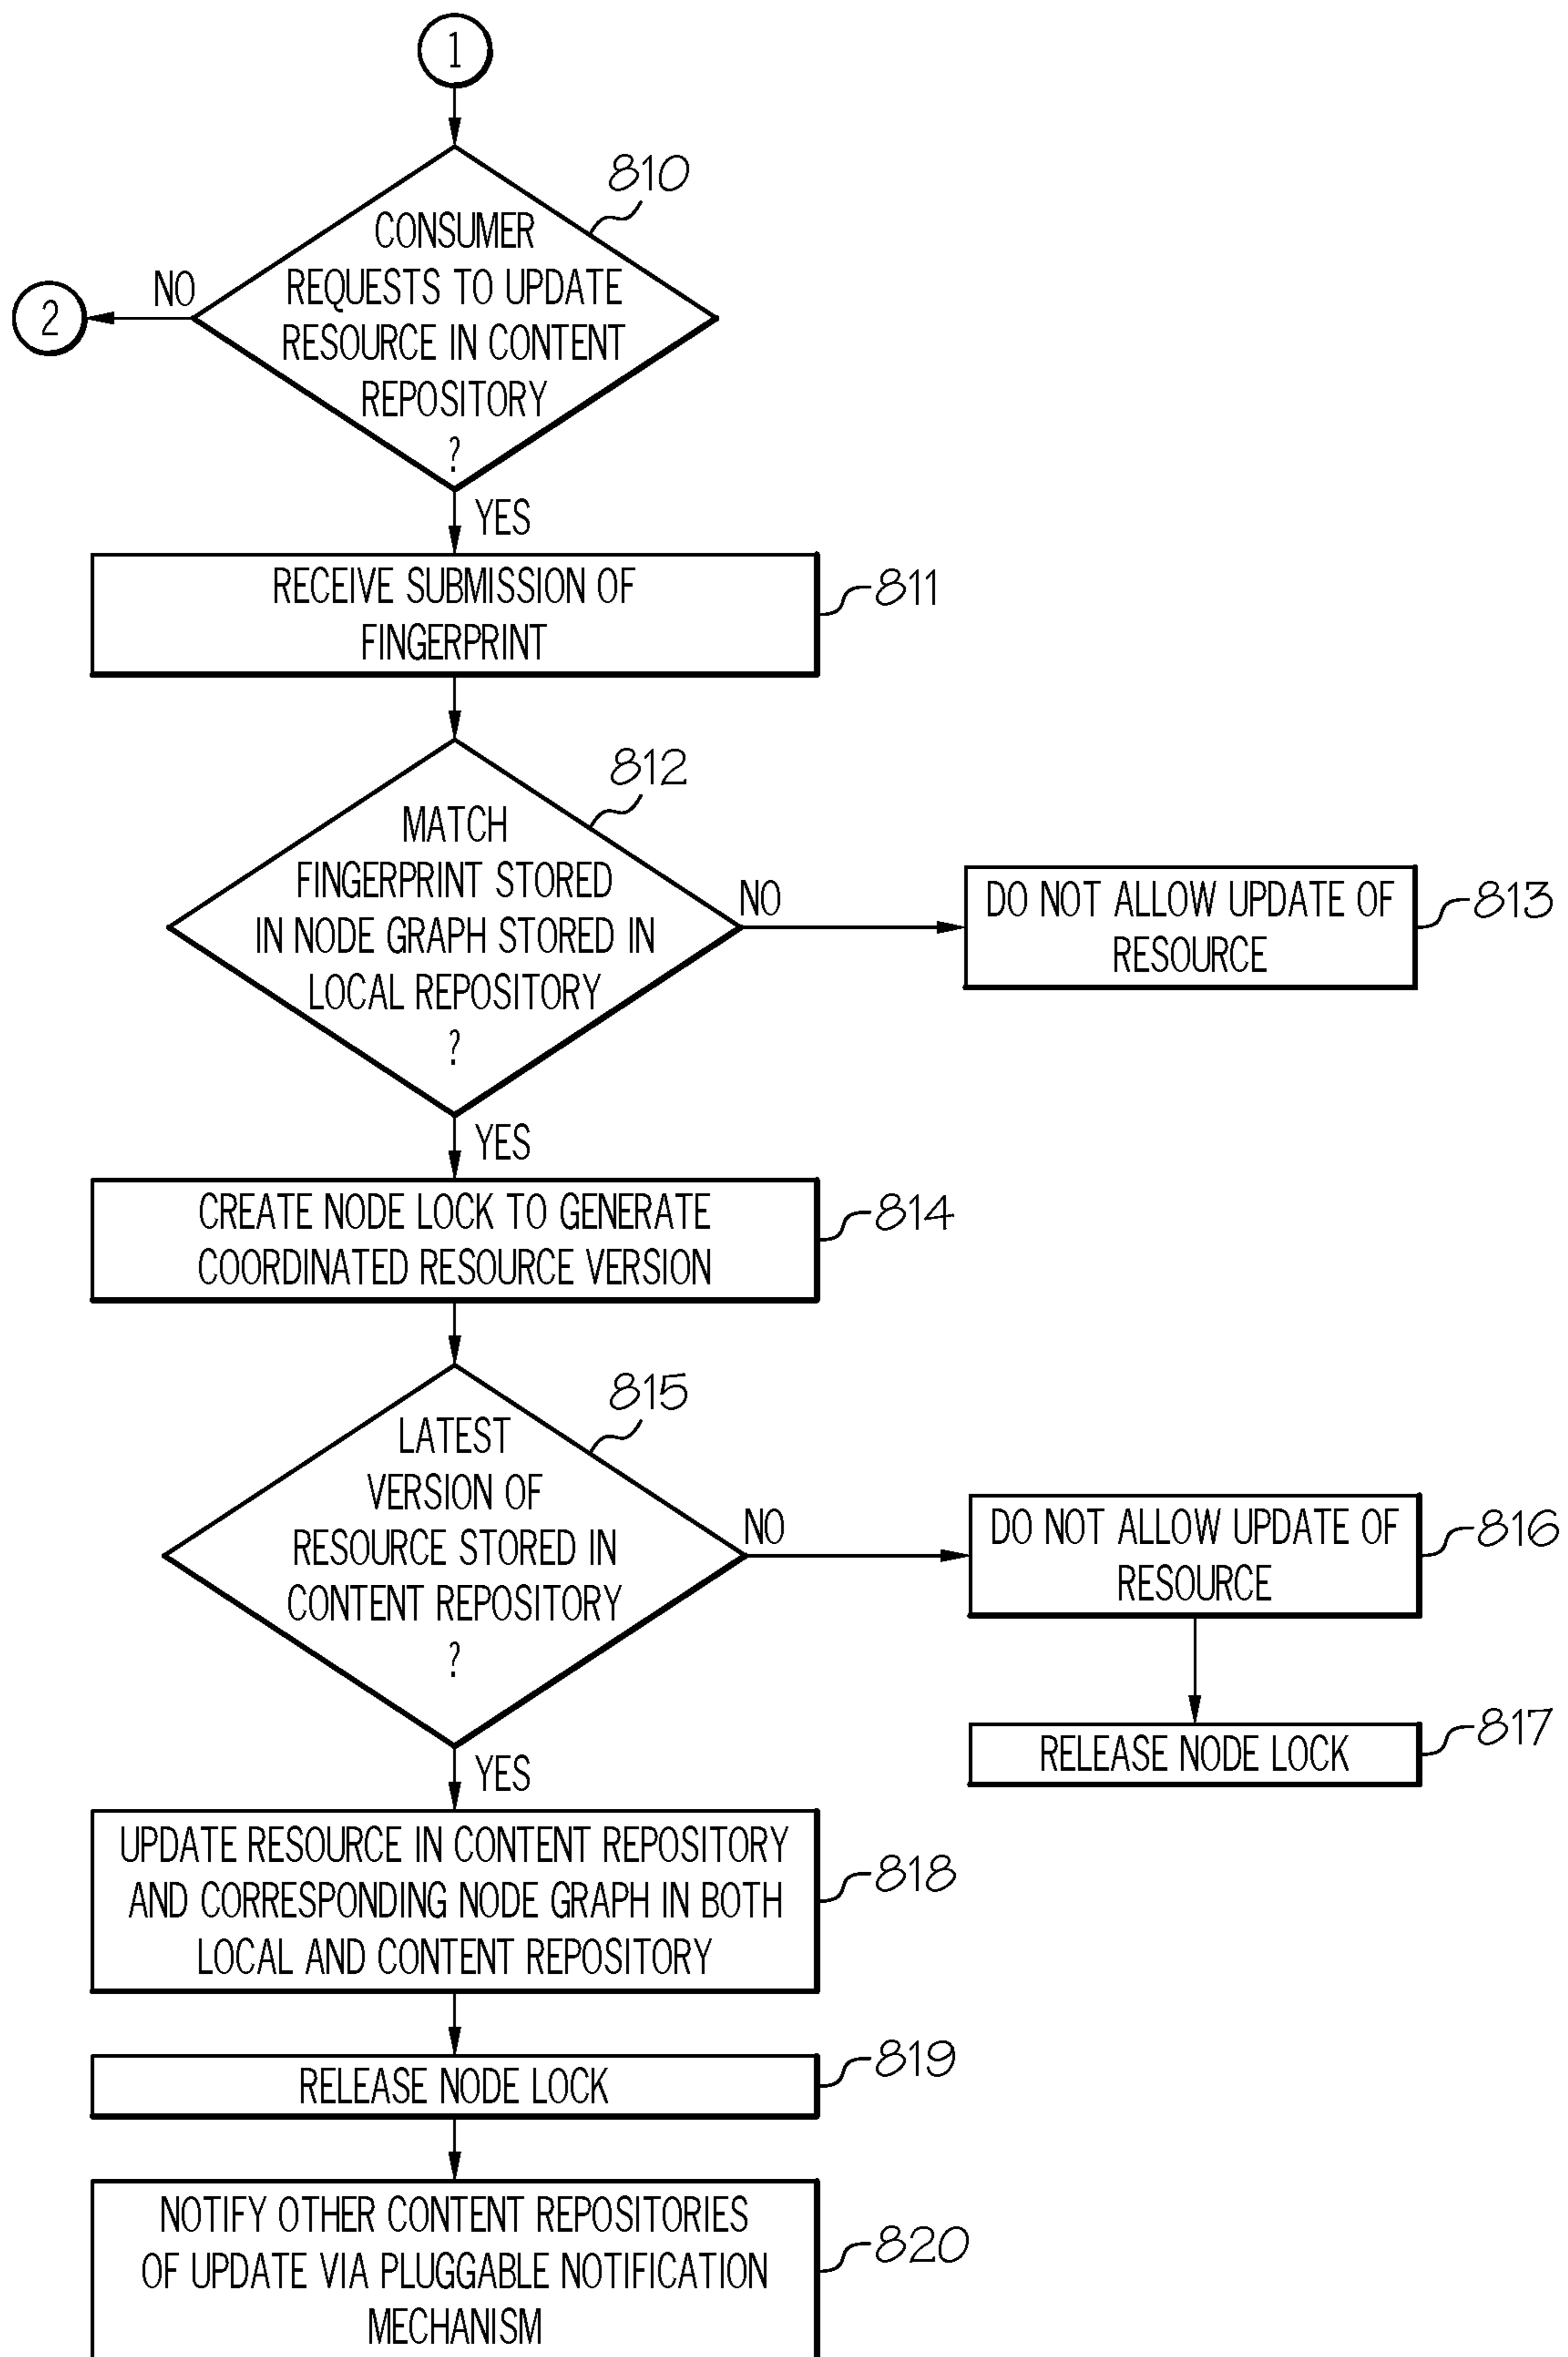 1
810
CONSUMER
REQUESTS TO UPDATE
RESOURCE IN CONTENT
REPOSITORY
?
NO
2
YES
RECEIVE SUBMISSION OF
FINGERPRINT
811
812
MATCH
FINGERPRINT STORED
IN NODE GRAPH STORED IN
LOCAL REPOSITORY
?
NO
DO NOT ALLOW UPDATE OF
RESOURCE
813
YES
CREATE NODE LOCK TO GENERATE
COORDINATED RESOURCE VERSION
814
815
LATEST
VERSION OF
RESOURCE STORED IN
CONTENT REPOSITORY
?
NO
DO NOT ALLOW UPDATE OF
RESOURCE
816
RELEASE NODE LOCK
817
YES
UPDATE RESOURCE IN CONTENT REPOSITORY
AND CORRESPONDING NODE GRAPH IN BOTH
LOCAL AND CONTENT REPOSITORY
818
RELEASE NODE LOCK
819
NOTIFY OTHER CONTENT REPOSITORIES
OF UPDATE VIA PLUGGABLE NOTIFICATION
MECHANISM
820